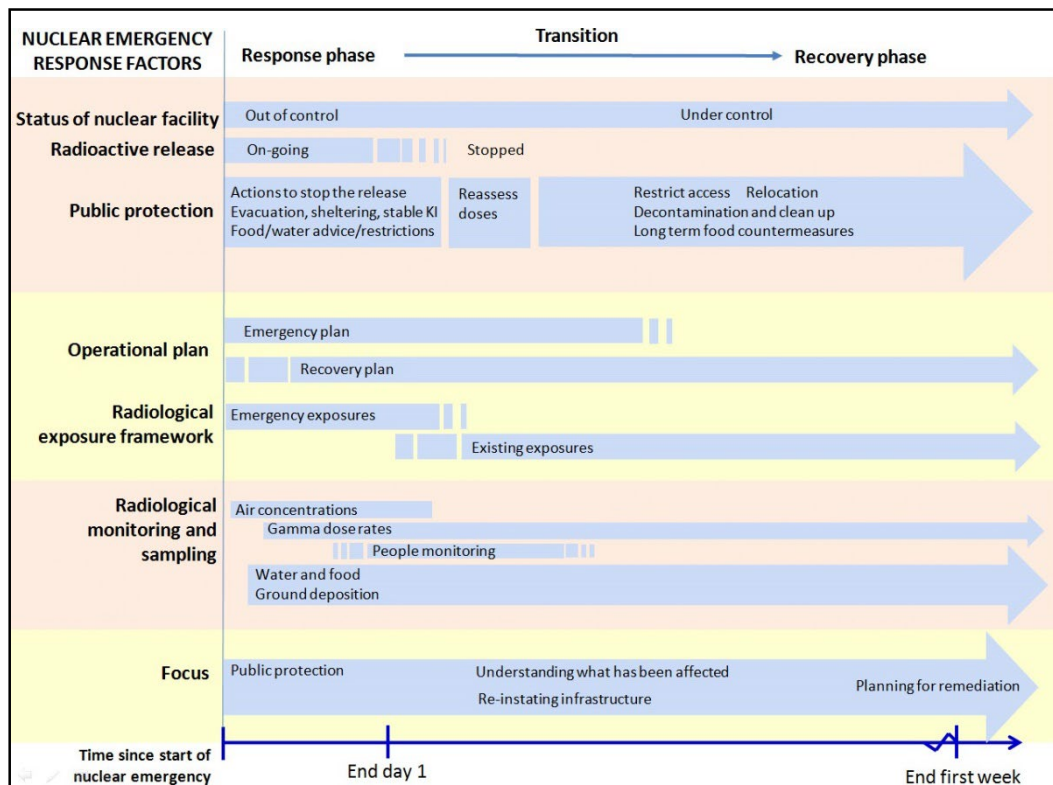 NUCLEAR EMERGENCY
RESPONSE FACTORS
Response phase
Transition
Recovery phase
Status of nuclear facility
Out of control
Under control
Radioactive release
On-going
Stopped
Public protection
Actions to stop the release
Evacuation, sheltering, stable KI
Food/water advice/restrictions
Reassess
doses
Restrict access Relocation
Decontamination and clean up
Long term food countermeasures
Operational plan
Emergency plan
Recovery plan
Radiological
exposure framework
Emergency exposures
Existing exposures
Radiological
monitoring and
sampling
Air concentrations
Gamma dose rates
People monitoring
Water and food
Ground deposition
Focus
Public protection
Understanding what has been affected
Re-instating infrastructure
Planning for remediation
Time since start of
nuclear emergency
End day 1
End first week